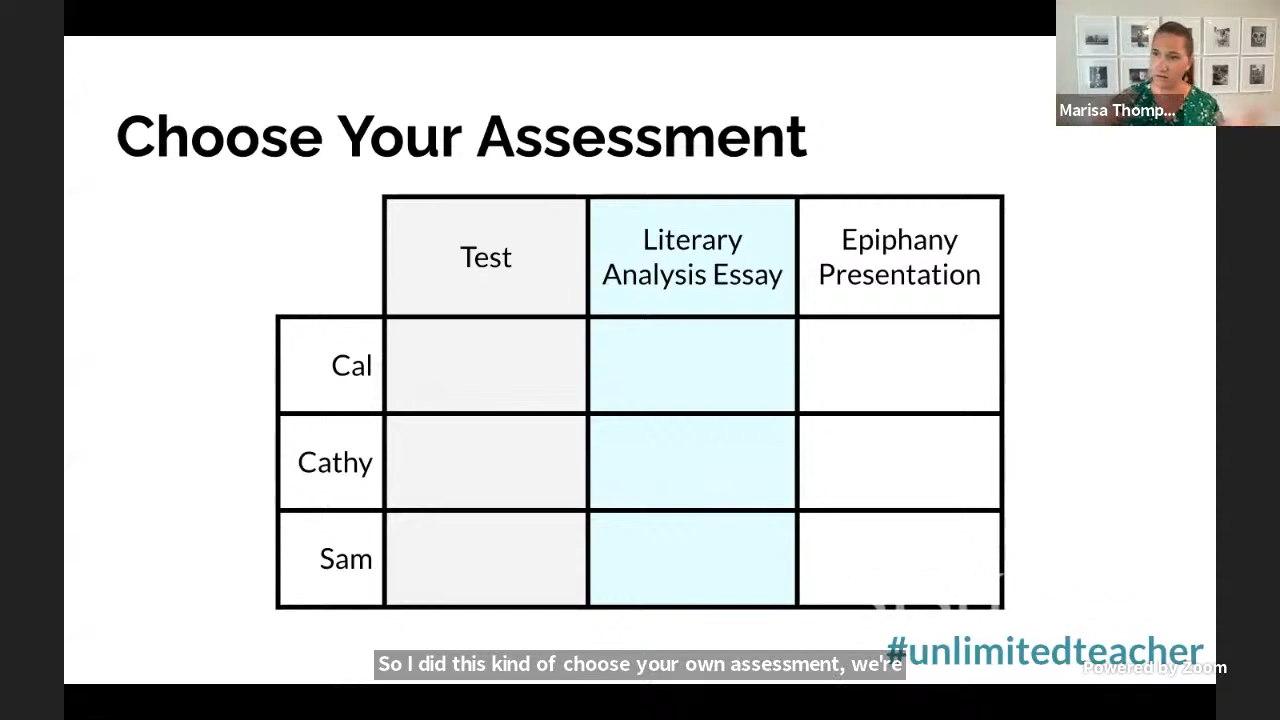 Marisa Thomp...
Choose Your Assessment
Test
Literary
Analysis Essay
Epiphany
Presentation
Cal
Cathy
Sam
#unlimitedteacher
So I did this kind of choose your own assessment, we're
Powered by Zoom